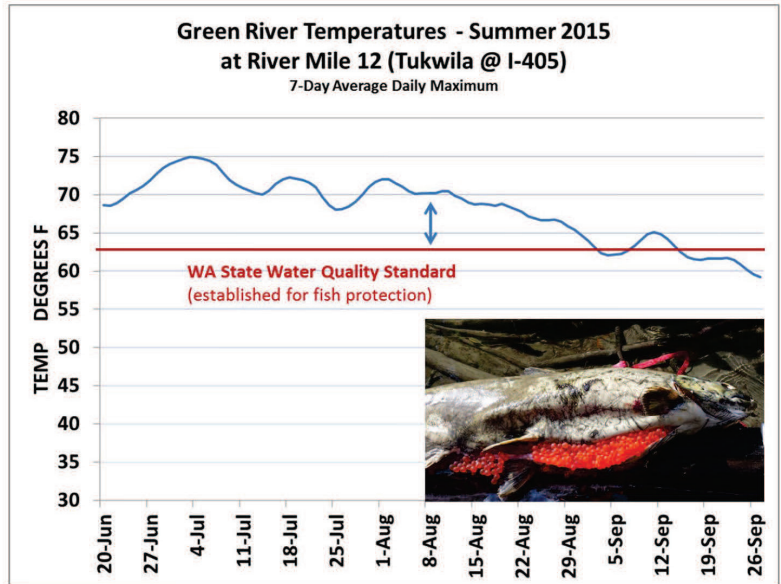 Green River Temperatures - Summer 2015
at River Mile 12 (Tukwila @ I-405)
7-Day Average Daily Maximum
80
75
70
65
60
55
50
45
40
35
30
TEMP DEGREES F
WA State Water Quality Standard
(established for fish protection)
20-Jun
27-Jun
4-Jul
11-Jul
18-Jul
25-Jul
1-Aug
8-Aug
15-Aug
22-Aug
29-Aug
5-Sep
12-Sep
19-Sep
26-Sep